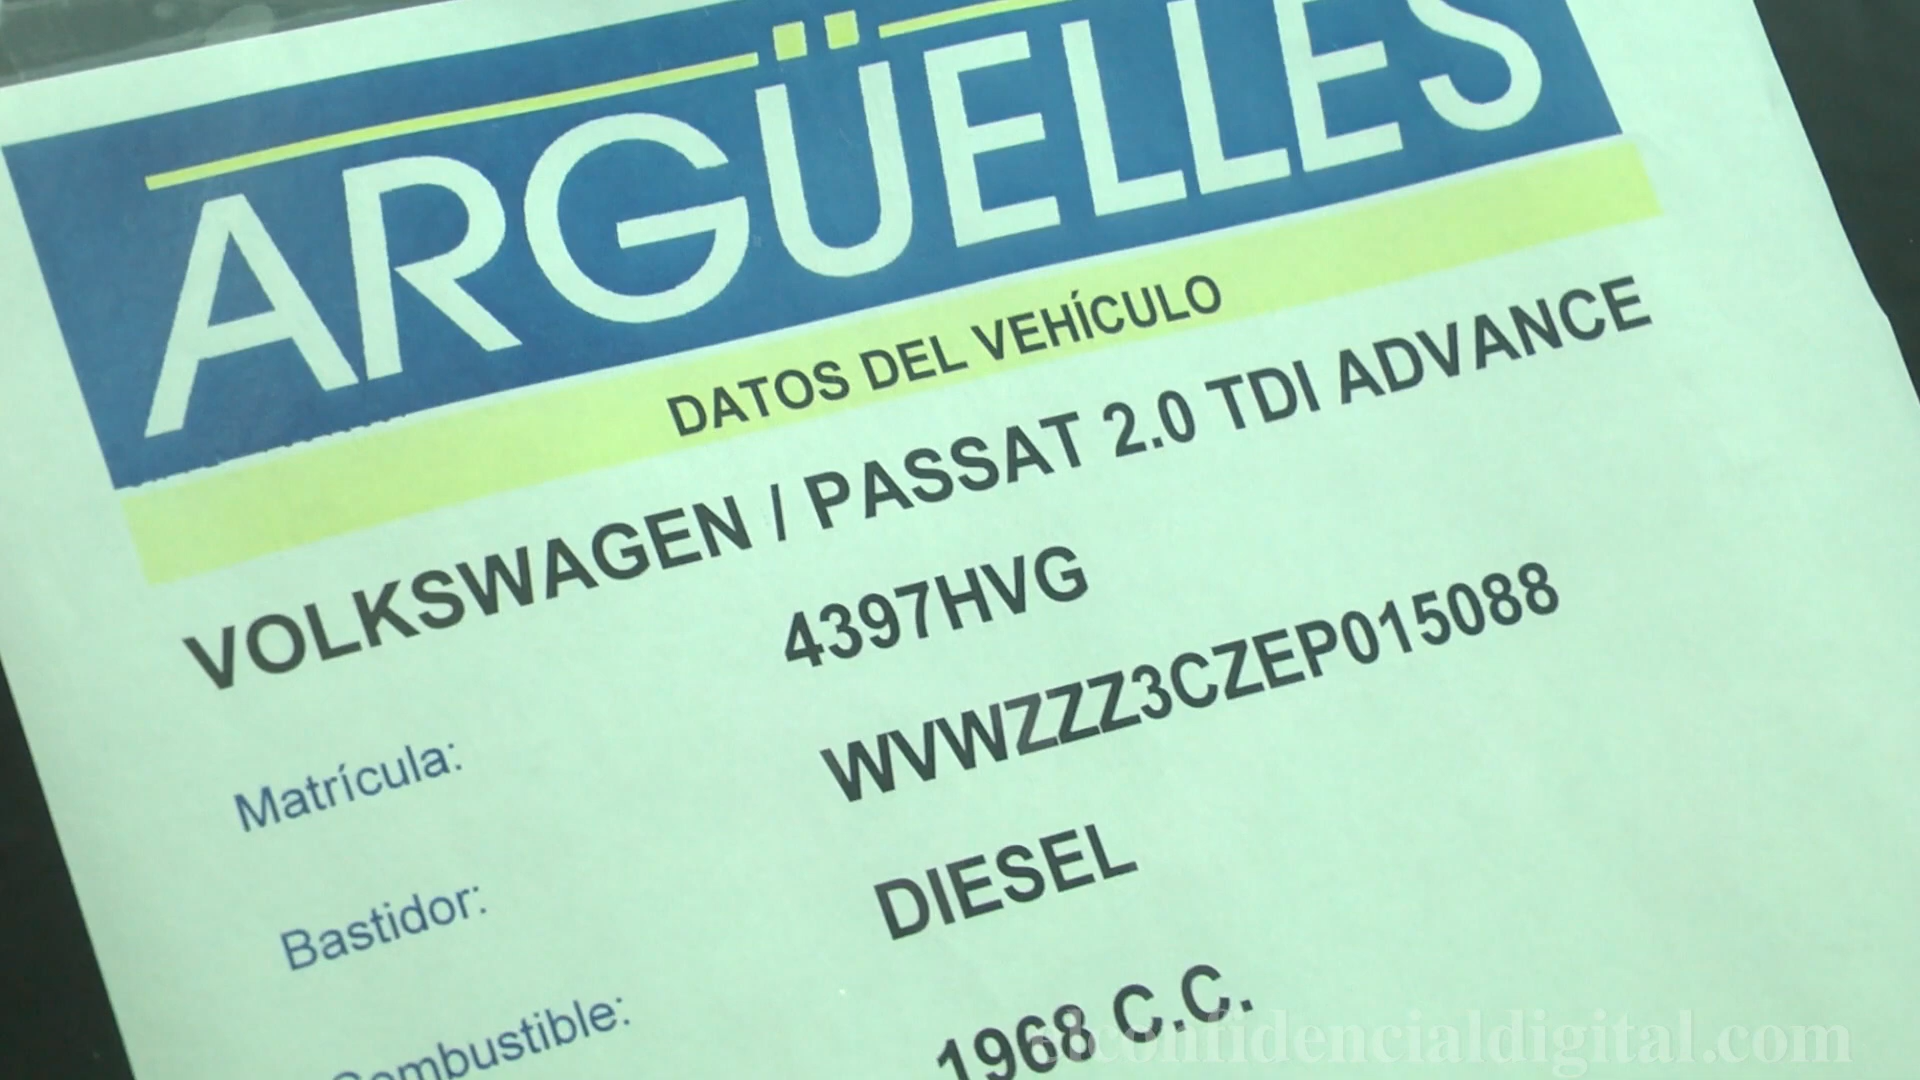 ARGÜELLES
DATOS DEL VEHÍCULO
VOLKSWAGEN / PASSAT 2.0 TDI ADVANCE
Matrícula: 4397HVG
Bastidor: WVWZZZ3CZEP015088
Combustible: DIESEL
1968 C.C.
elconfidencialdigital.com